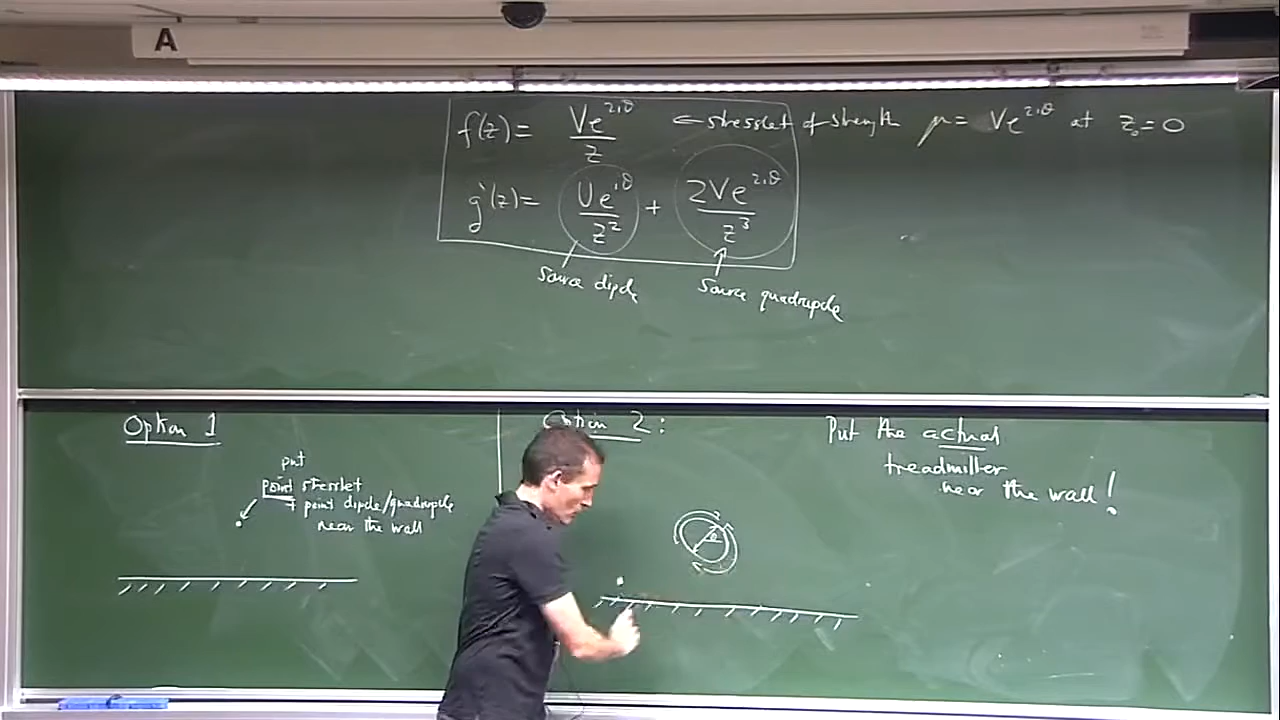 A
f(z) = Ve^{2iθ}/z ← stresslet of strength μ = Ve^{2iθ} at z₀ = 0
g'(z) = Ue^{iθ}/z² + 2Ve^{2iθ}/z³
source dipole source quadrupole
Option 1
put
point stresslet
+ point dipole/quadrupole
near the wall
Option 2:
Put the actual
treadmiller
near the wall!
θ